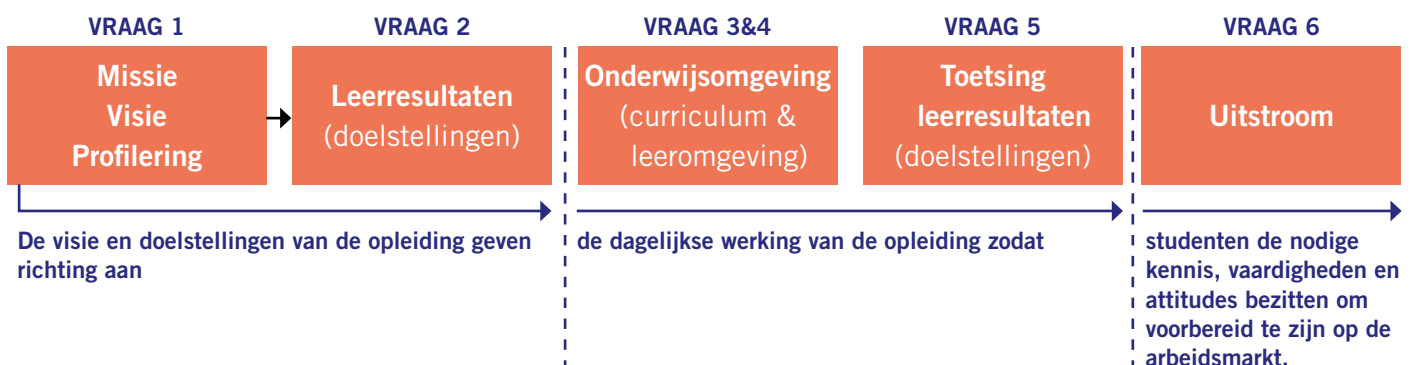 VRAAG 1
Missie
Visie
Profilering
VRAAG 2
Leerresultaten
(doelstellingen)
VRAAG 3&4
Onderwijsomgeving
(curriculum &
leeromgeving)
VRAAG 5
Toetsing
leerresultaten
(doelstellingen)
VRAAG 6
Uitstroom
De visie en doelstellingen van de opleiding geven
richting aan
de dagelijkse werking van de opleiding zodat
studenten de nodige
kennis, vaardigheden en
attitudes bezitten om
voorbereid te zijn op de
arbeidsmarkt.